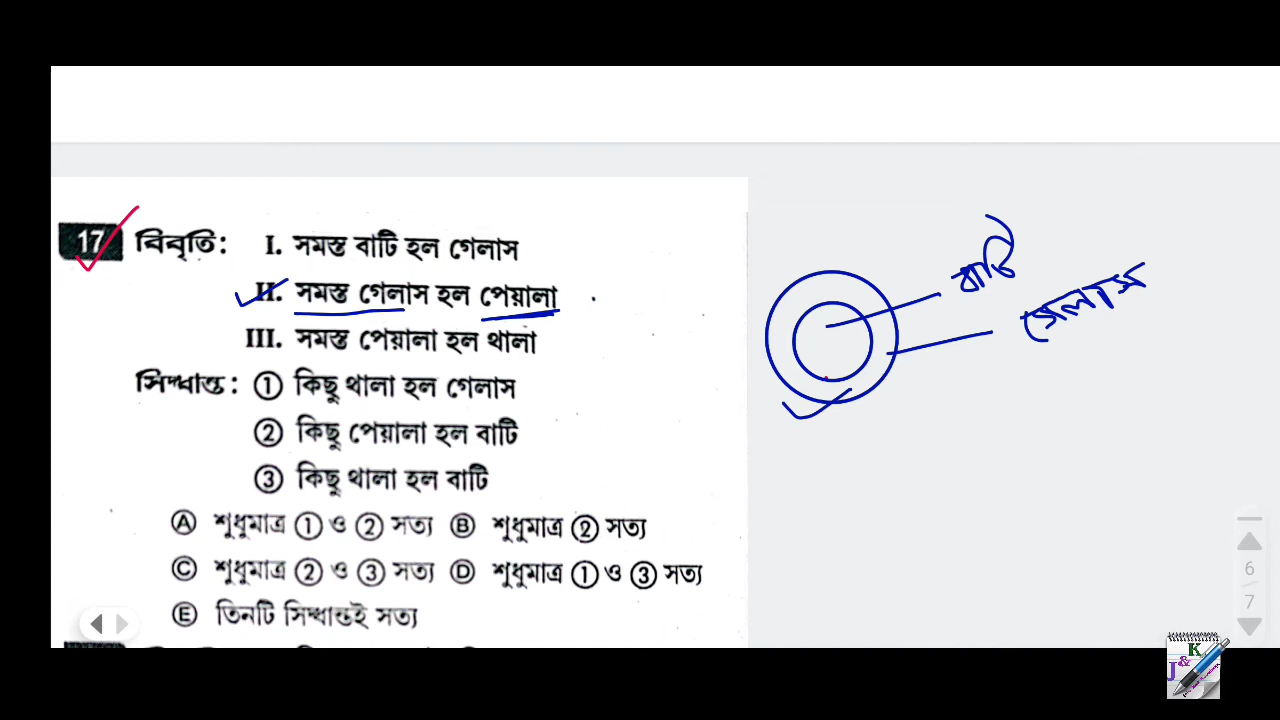 17 বিবৃতি: I. সমস্ত বাটি হল গেলাস
II. সমস্ত গেলাস হল পেয়ালা
III. সমস্ত পেয়ালা হল থালা
সিদ্ধান্ত: ① কিছু থালা হল গেলাস
② কিছু পেয়ালা হল বাটি
③ কিছু থালা হল বাটি
Ⓐ শুধুমাত্র ① ও ② সত্য Ⓑ শুধুমাত্র ② সত্য
Ⓒ শুধুমাত্র ② ও ③ সত্য Ⓓ শুধুমাত্র ① ও ③ সত্য
Ⓔ তিনটি সিদ্ধান্তই সত্য
বাটি
গেলাস
6
7
J & K